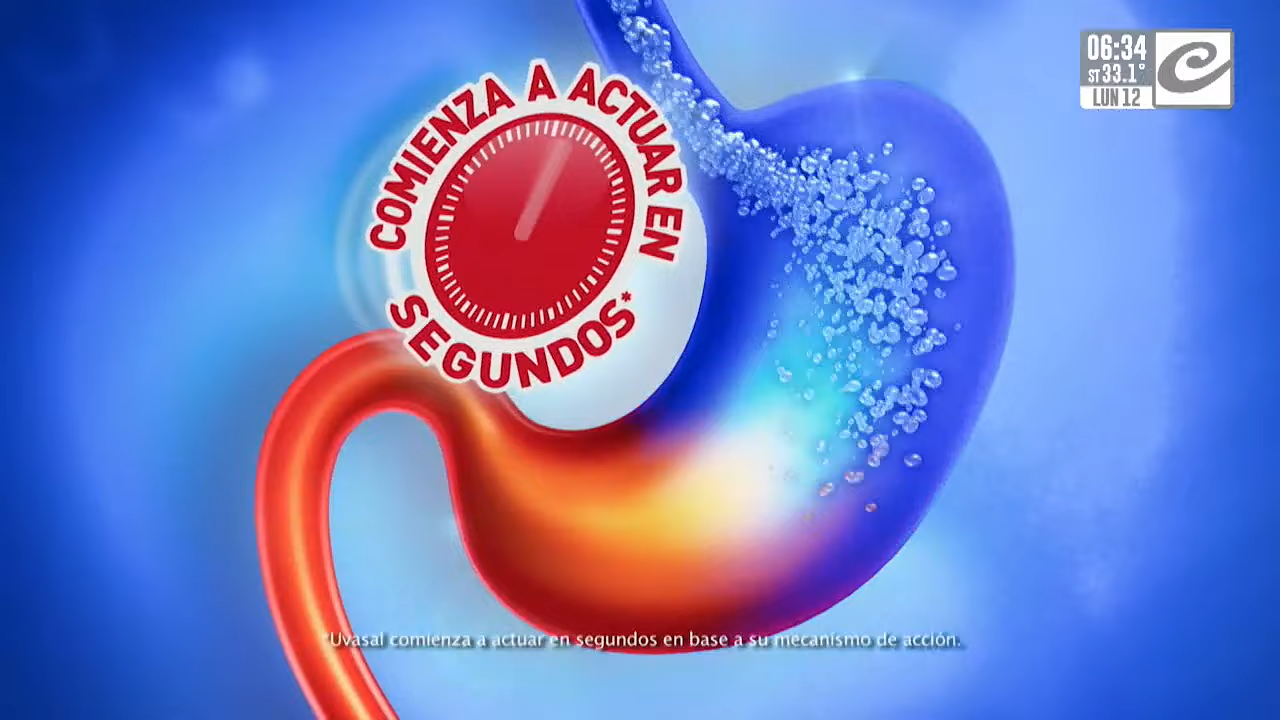 COMIENZA A ACTUAR EN
SEGUNDOS*
06:34
ST 33.1°
LUN 12
*Uvasal comienza a actuar en segundos en base a su mecanismo de acción.